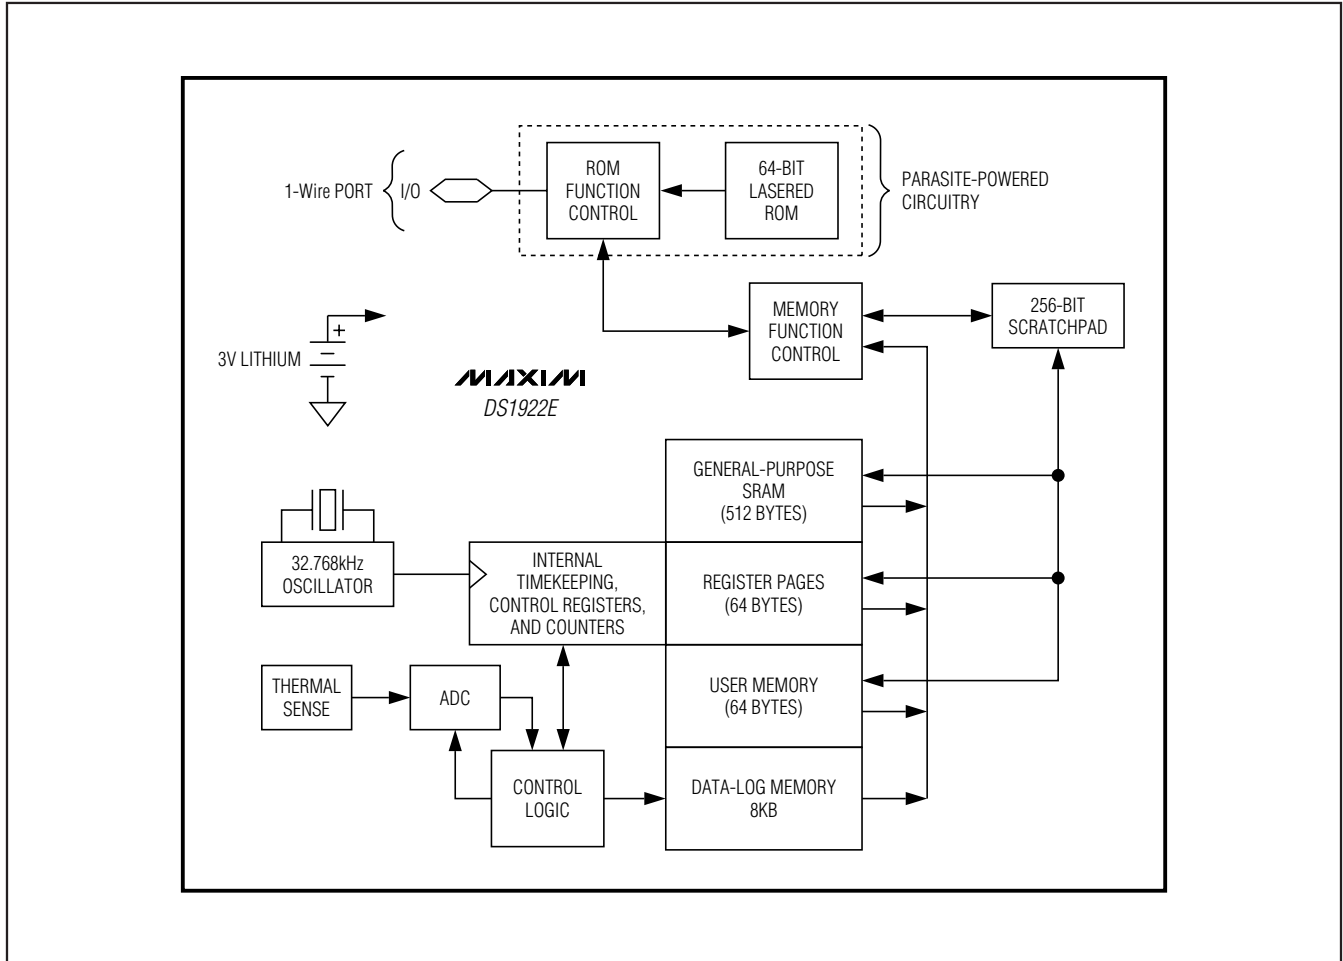 ROM
FUNCTION
CONTROL
64-BIT
LASERED
ROM
1-Wire PORT
I/O
PARASITE-POWERED
CIRCUITRY
MEMORY
FUNCTION
CONTROL
256-BIT
SCRATCHPAD
3V LITHIUM
+
MAXIM
DS1922E
GENERAL-PURPOSE
SRAM
(512 BYTES)
32.768kHz
OSCILLATOR
INTERNAL
TIMEKEEPING,
CONTROL REGISTERS,
AND COUNTERS
REGISTER PAGES
(64 BYTES)
THERMAL
SENSE
ADC
USER MEMORY
(64 BYTES)
CONTROL
LOGIC
DATA-LOG MEMORY
8KB